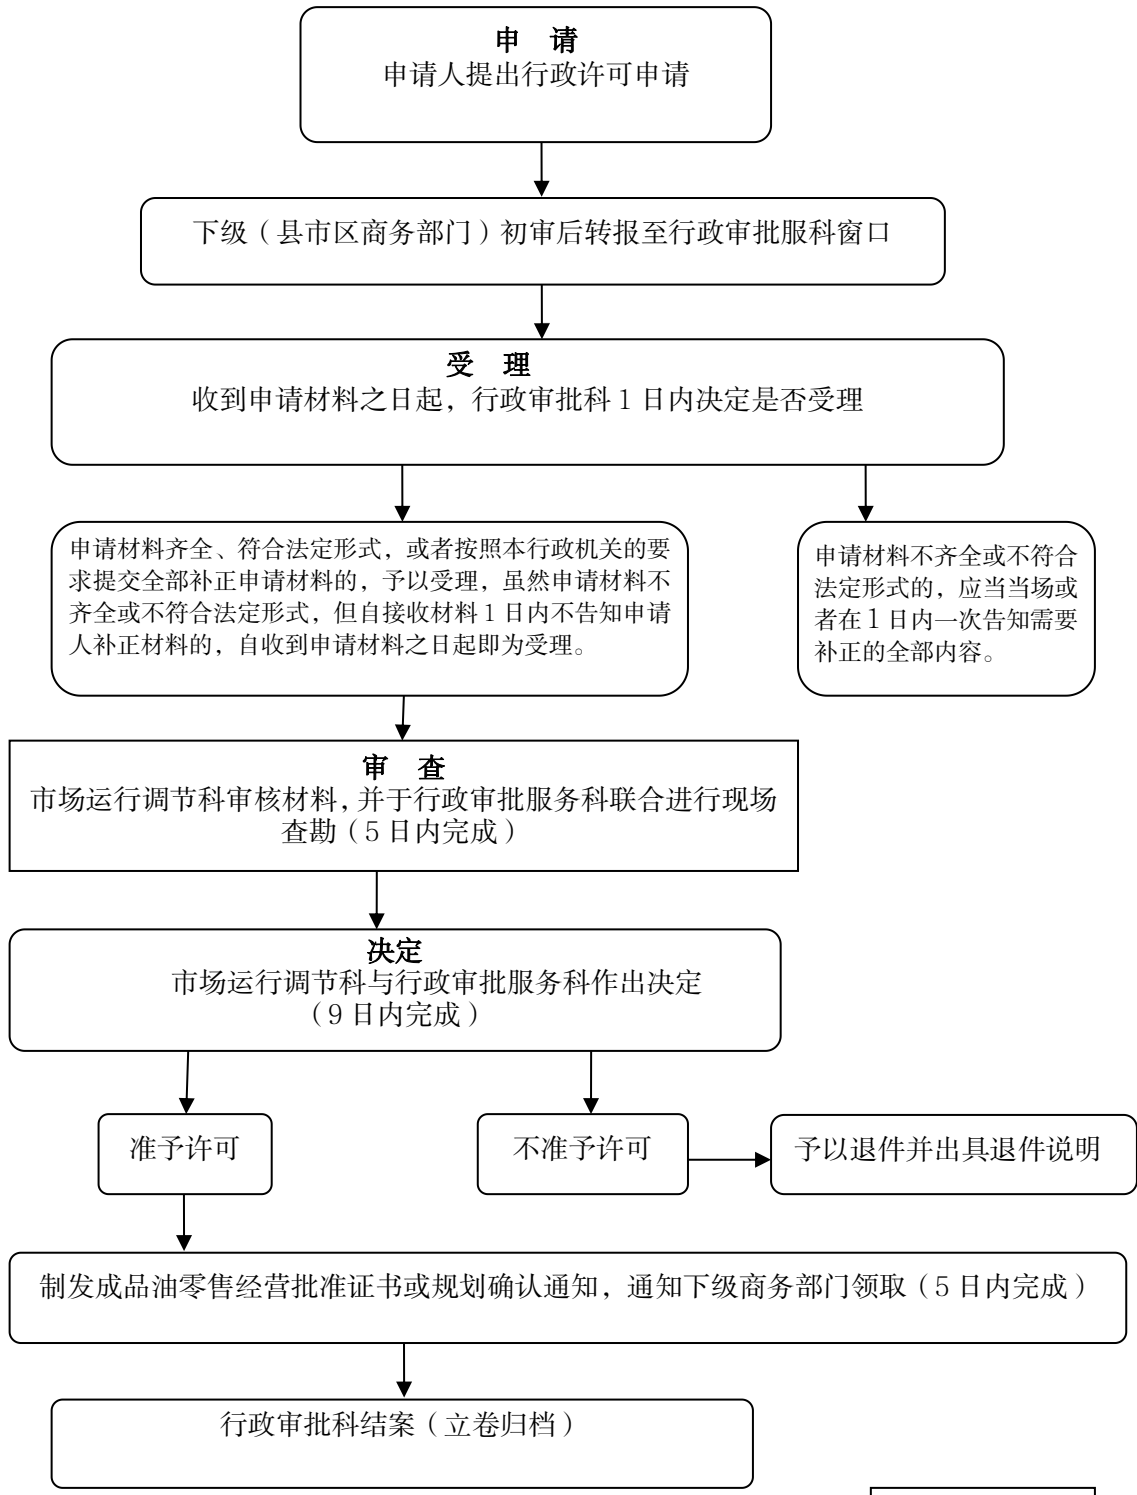 申　请
申请人提出行政许可申请
下级（县市区商务部门）初审后转报至行政审批服科窗口
受　理
收到申请材料之日起，行政审批科１日内决定是否受理
申请材料齐全、符合法定形式，或者按照本行政机关的要
求提交全部补正申请材料的，予以受理，虽然申请材料不
齐全或不符合法定形式，但自接收材料１日内不告知申请
人补正材料的，自收到申请材料之日起即为受理。
申请材料不齐全或不符合
法定形式的，应当当场或
者在１日内一次告知需要
补正的全部内容。
审　查
市场运行调节科审核材料，并于行政审批服务科联合进行现场
查勘（５日内完成）
决定
市场运行调节科与行政审批服务科作出决定
（９日内完成）
准予许可
不准予许可
予以退件并出具退件说明
制发成品油零售经营批准证书或规划确认通知，通知下级商务部门领取（５日内完成）
行政审批科结案（立卷归档）